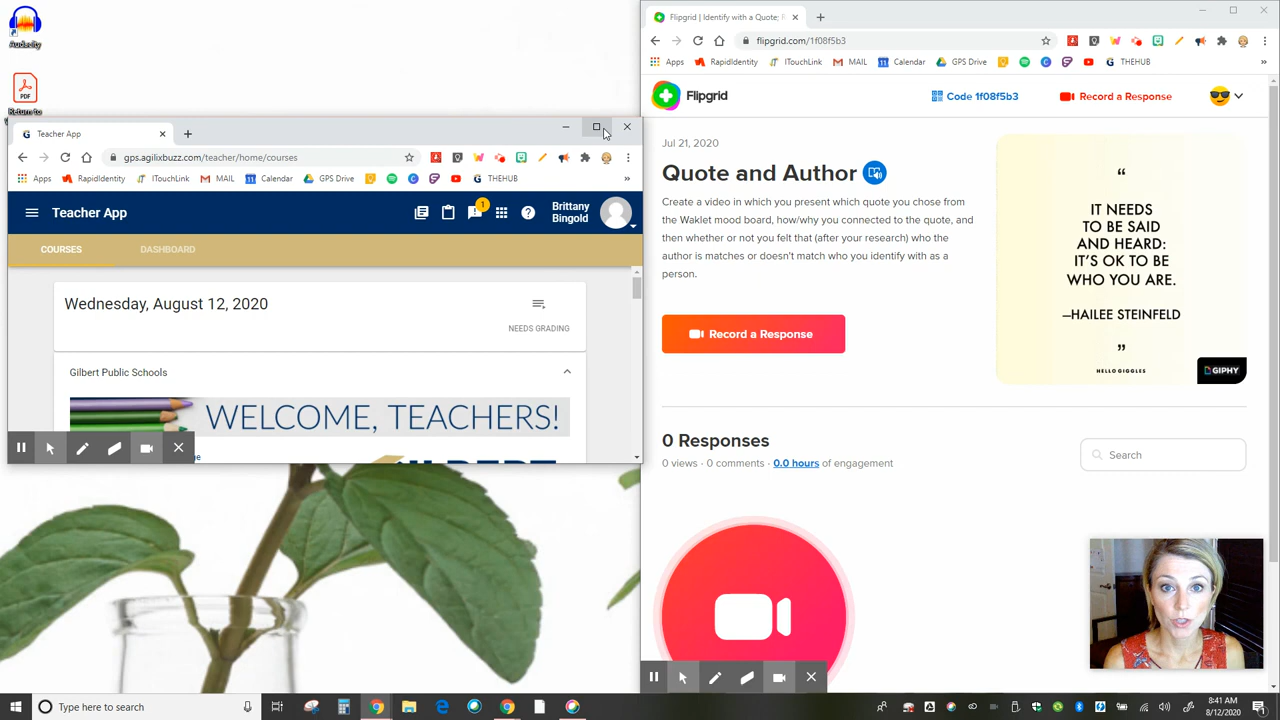 Audacity
PDF
Return to
Teacher App
gps.agilixbuzz.com/teacher/home/courses
Apps RapidIdentity ITouchLink MAIL Calendar GPS Drive THEHUB »
Teacher App
1
Brittany
Bingold
COURSES DASHBOARD
Wednesday, August 12, 2020
NEEDS GRADING
Gilbert Public Schools
WELCOME, TEACHERS!
Flipgrid | Identify with a Quote;
flipgrid.com/1f08f5b3
Apps RapidIdentity ITouchLink MAIL Calendar GPS Drive THEHUB »
Flipgrid
Code 1f08f5b3
Record a Response
Jul 21, 2020
Quote and Author
Create a video in which you present which quote you chose from
the Waklet mood board, how/why you connected to the quote, and
then whether or not you felt that (after your research) who the
author is matches or doesn't match who you identify with as a
person.
Record a Response
“
IT NEEDS
TO BE SAID
AND HEARD:
IT'S OK TO BE
WHO YOU ARE.
—HAILEE STEINFELD
”
HELLO GIGGLES
GIPHY
0 Responses
0 views · 0 comments · 0.0 hours of engagement
Search
Type here to search
8:41 AM
8/12/2020